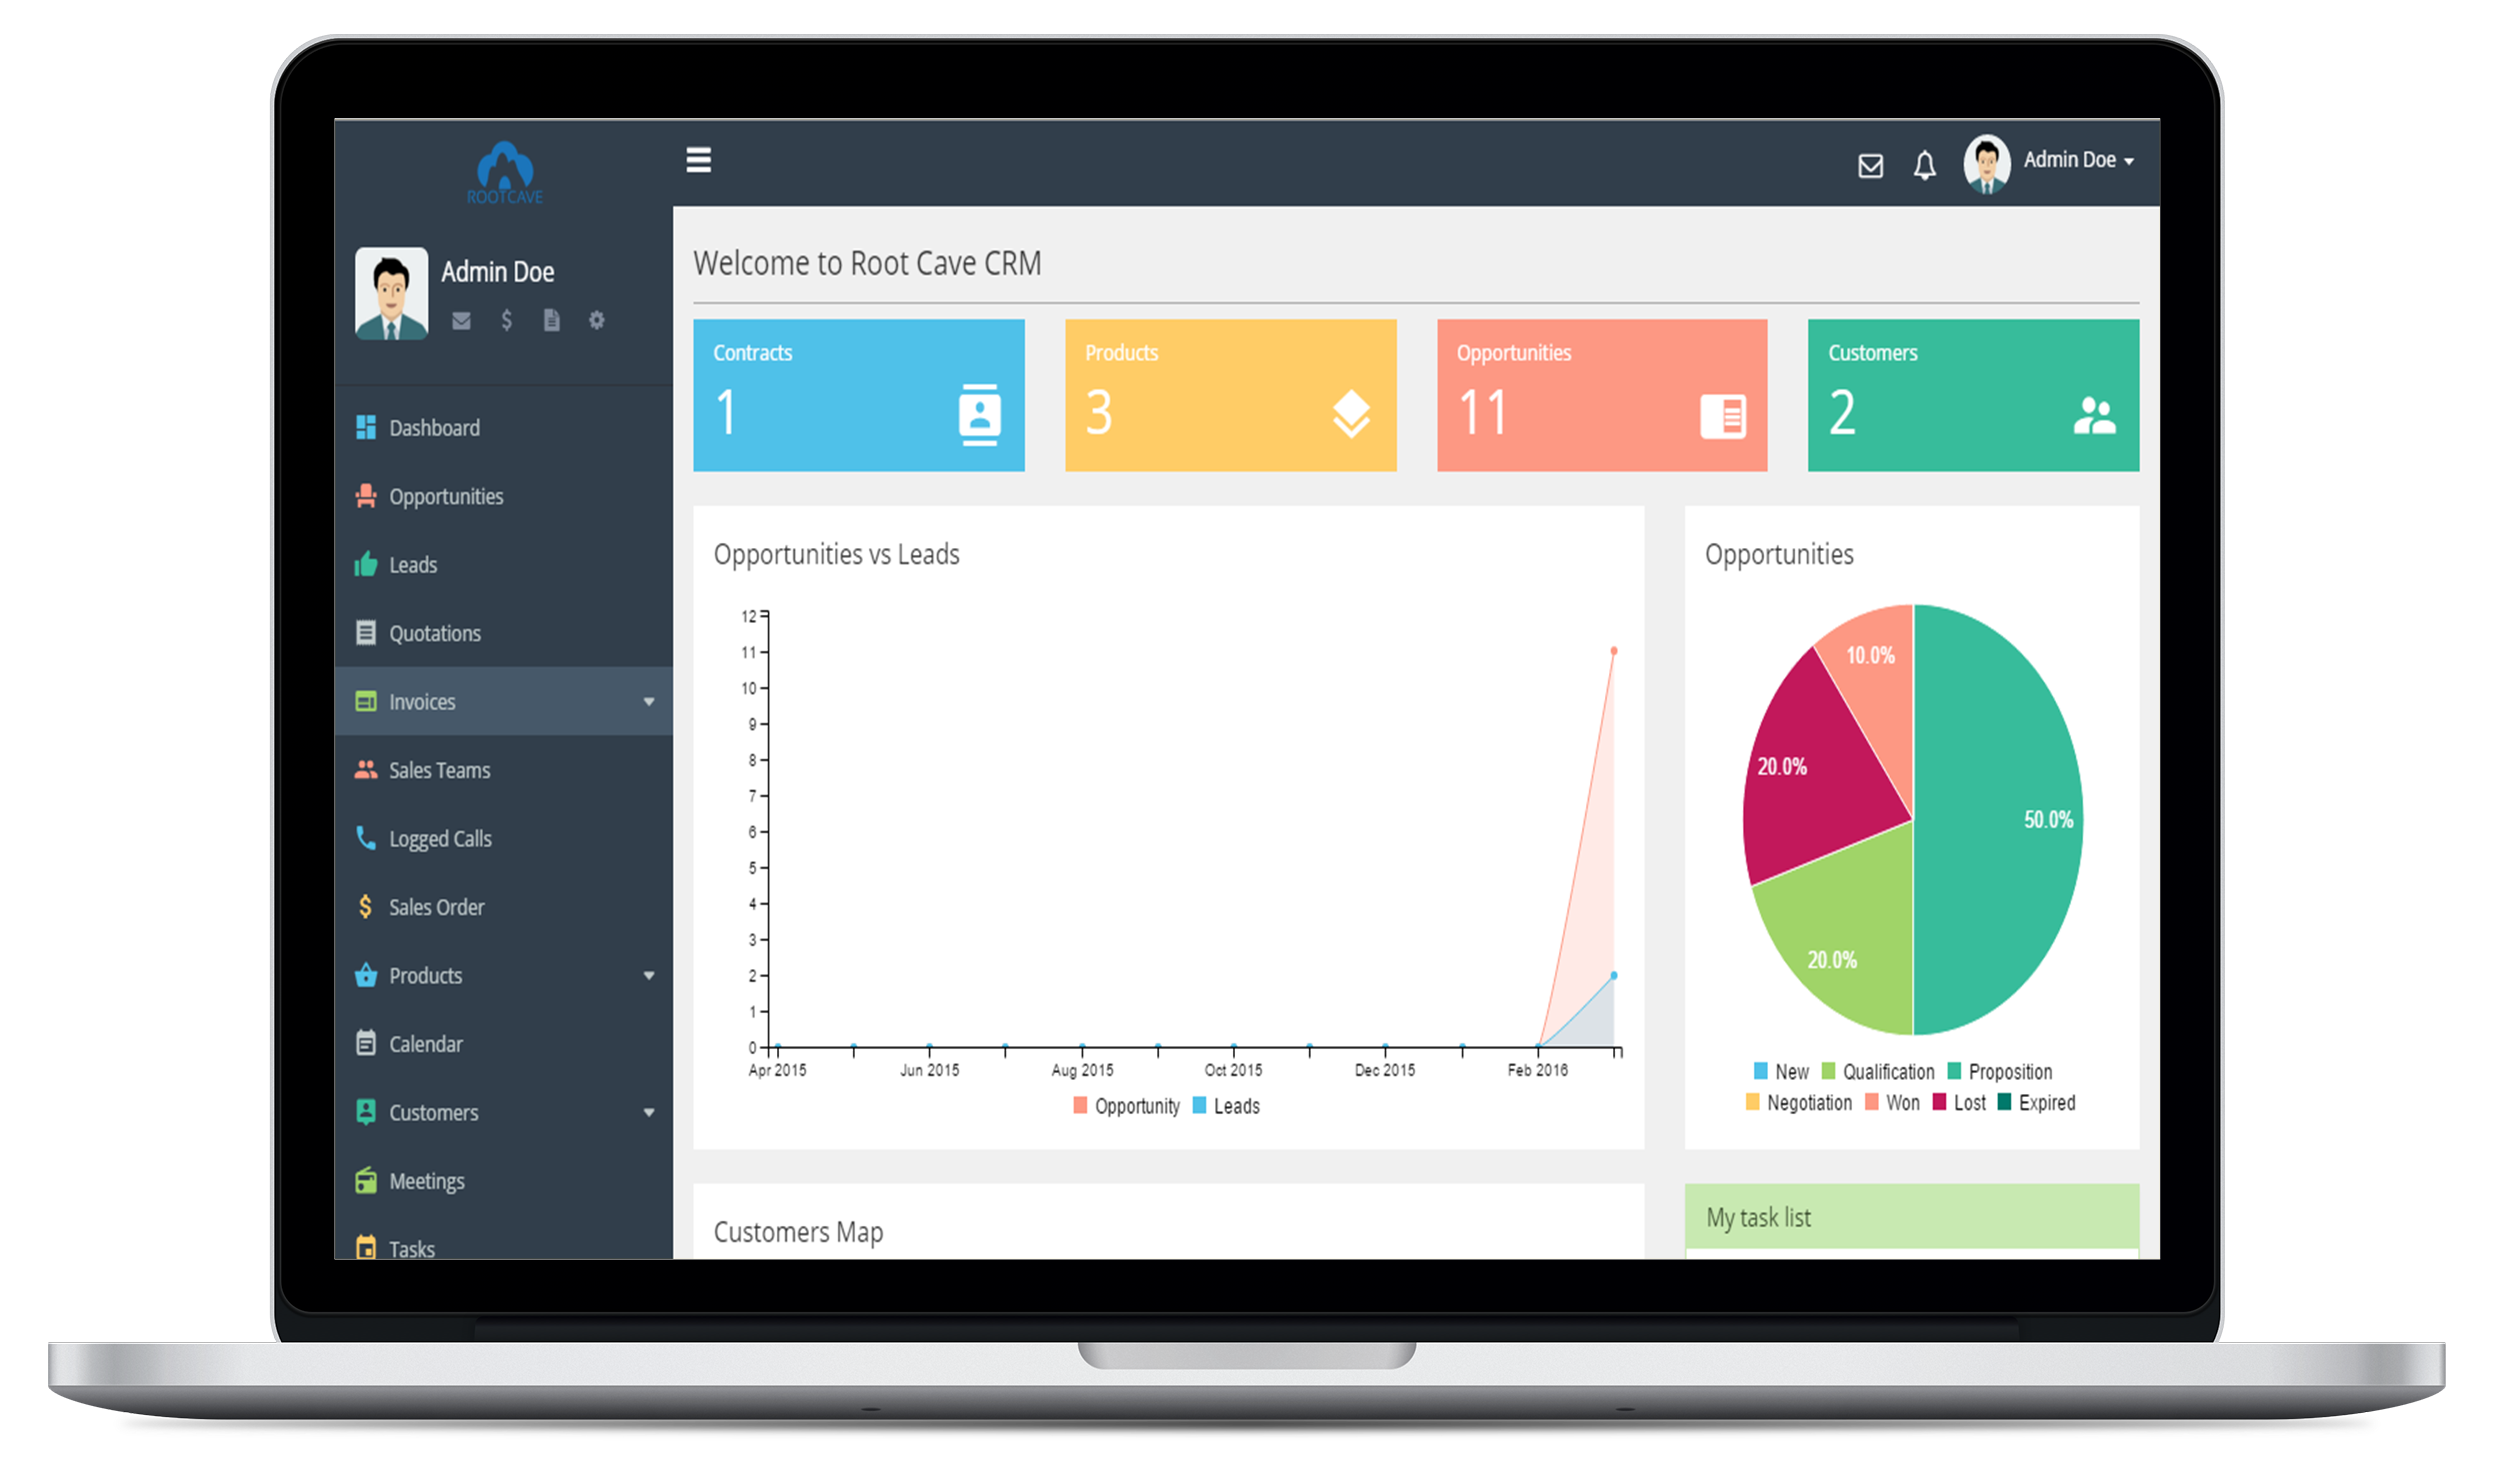 ROOTCAVE
Admin Doe
Admin Doe
Dashboard
Opportunities
Leads
Quotations
Invoices
Sales Teams
Logged Calls
Sales Order
Products
Calendar
Customers
Meetings
Tasks
Welcome to Root Cave CRM
Contracts
1
Products
3
Opportunities
11
Customers
2
Opportunities vs Leads
12
11
10
9
8
7
6
5
4
3
2
1
0
Apr 2015 Jun 2015 Aug 2015 Oct 2015 Dec 2015 Feb 2016
Opportunity Leads
Opportunities
10.0%
20.0%
50.0%
20.0%
New Qualification Proposition
Negotiation Won Lost Expired
Customers Map
My task list